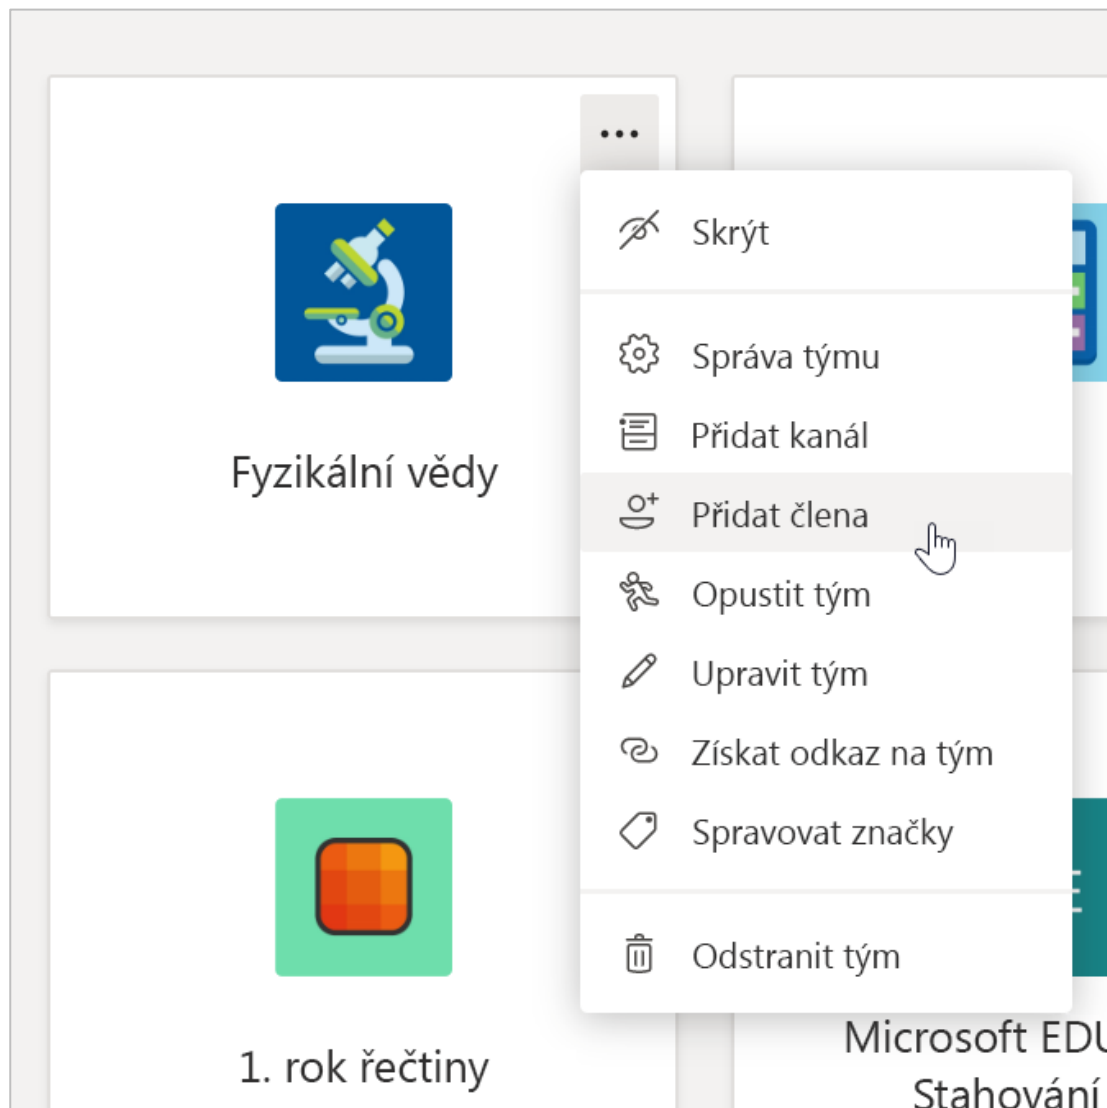 Fyzikální vědy
Skrýt
Správa týmu
Přidat kanál
Přidat člena
Opustit tým
Upravit tým
Získat odkaz na tým
Spravovat značky
Odstranit tým
1. rok řečtiny
Microsoft EDU
Stahování